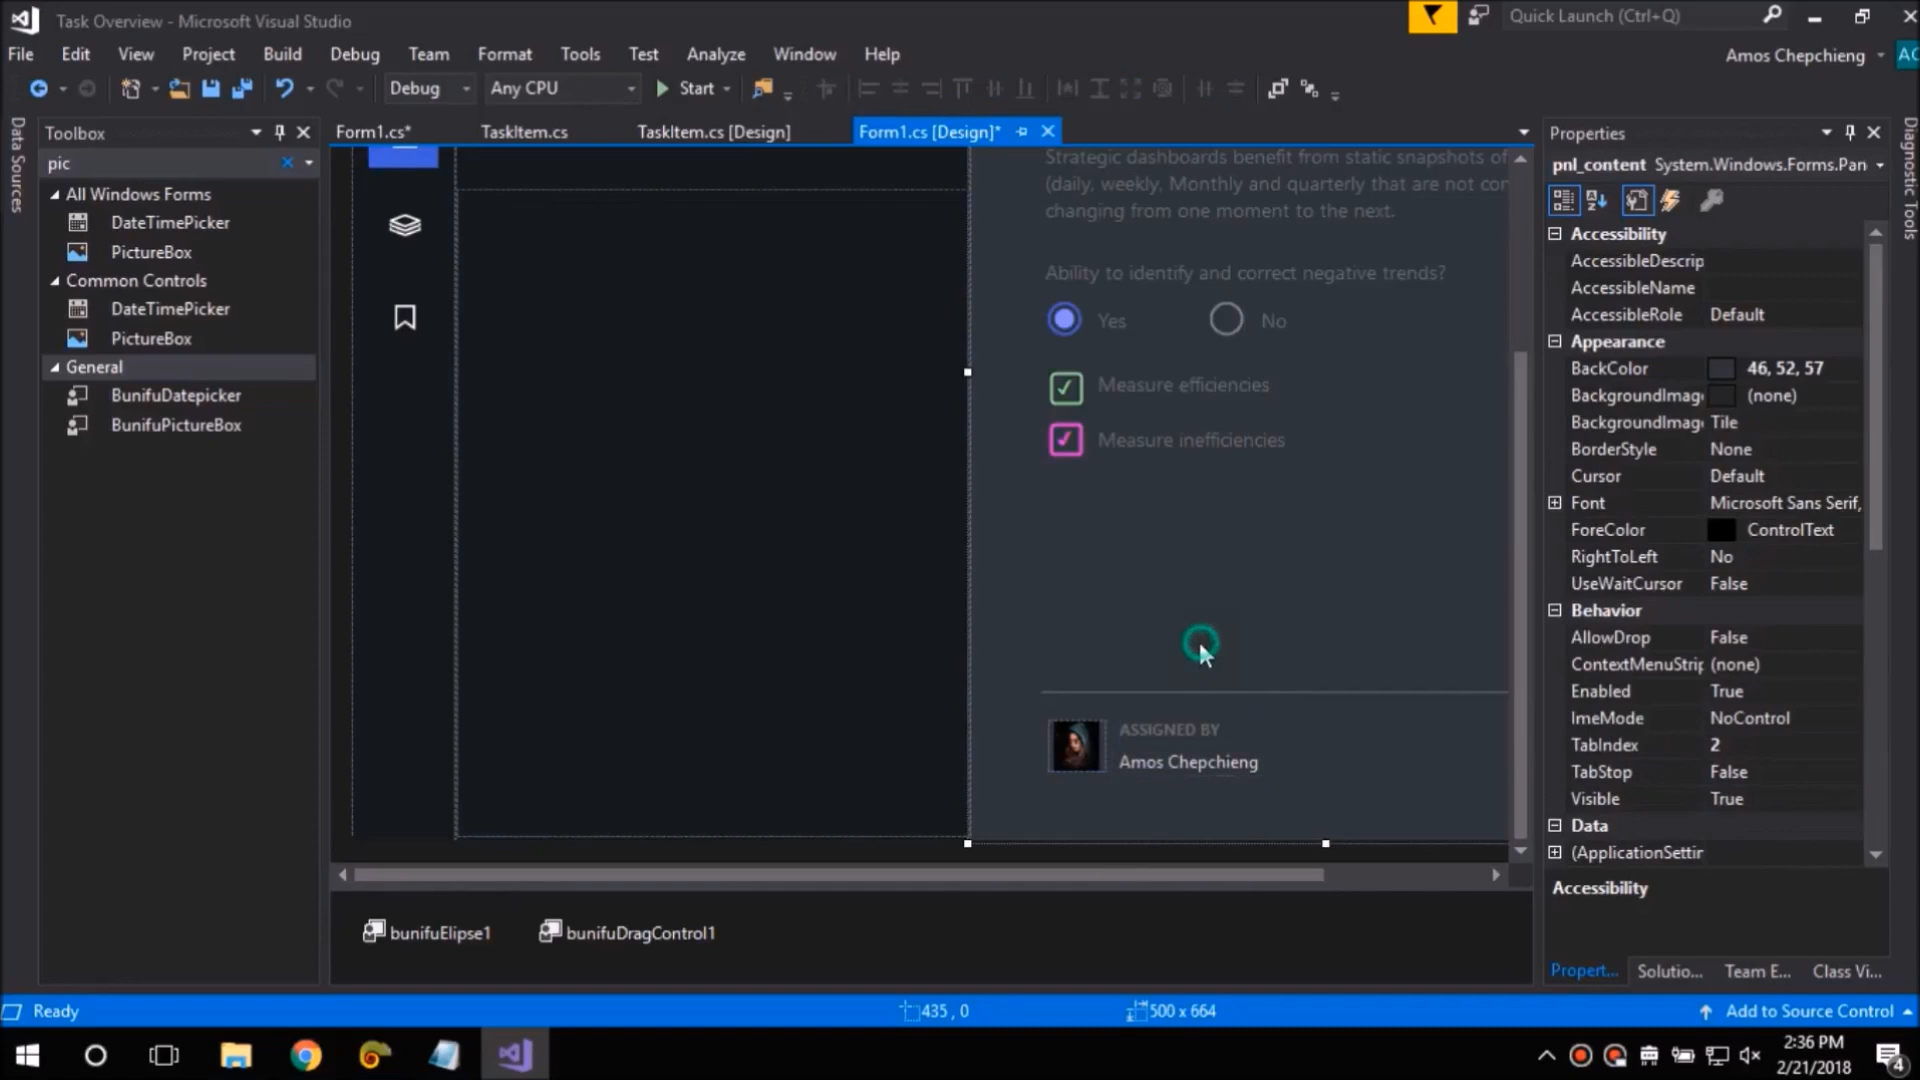 Task Overview - Microsoft Visual Studio
Quick Launch (Ctrl+Q)
File Edit View Project Build Debug Team Format Tools Test Analyze Window Help
Amos Chepchieng
AC
Debug
Any CPU
Start
Data Sources
Toolbox
pic
All Windows Forms
DateTimePicker
PictureBox
Common Controls
DateTimePicker
PictureBox
General
BunifuDatepicker
BunifuPictureBox
Form1.cs*
TaskItem.cs
TaskItem.cs [Design]
Form1.cs [Design]*
Strategic dashboards benefit from static snapshots of
(daily, weekly, Monthly and quarterly that are not con
changing from one moment to the next.
Ability to identify and correct negative trends?
Yes
No
Measure efficiencies
Measure inefficiencies
ASSIGNED BY
Amos Chepchieng
bunifuElipse1
bunifuDragControl1
Properties
pnl_content System.Windows.Forms.Pan
Accessibility
AccessibleDescrip
AccessibleName
AccessibleRole Default
Appearance
BackColor 46, 52, 57
BackgroundImage (none)
BackgroundImage Tile
BorderStyle None
Cursor Default
Font Microsoft Sans Serif,
ForeColor ControlText
RightToLeft No
UseWaitCursor False
Behavior
AllowDrop False
ContextMenuStrip (none)
Enabled True
ImeMode NoControl
TabIndex 2
TabStop False
Visible True
Data
(ApplicationSettin
Accessibility
Propert... Solutio... Team E... Class Vi...
Diagnostic Tools
Ready
435 , 0
500 x 664
Add to Source Control
2:36 PM
2/21/2018
4